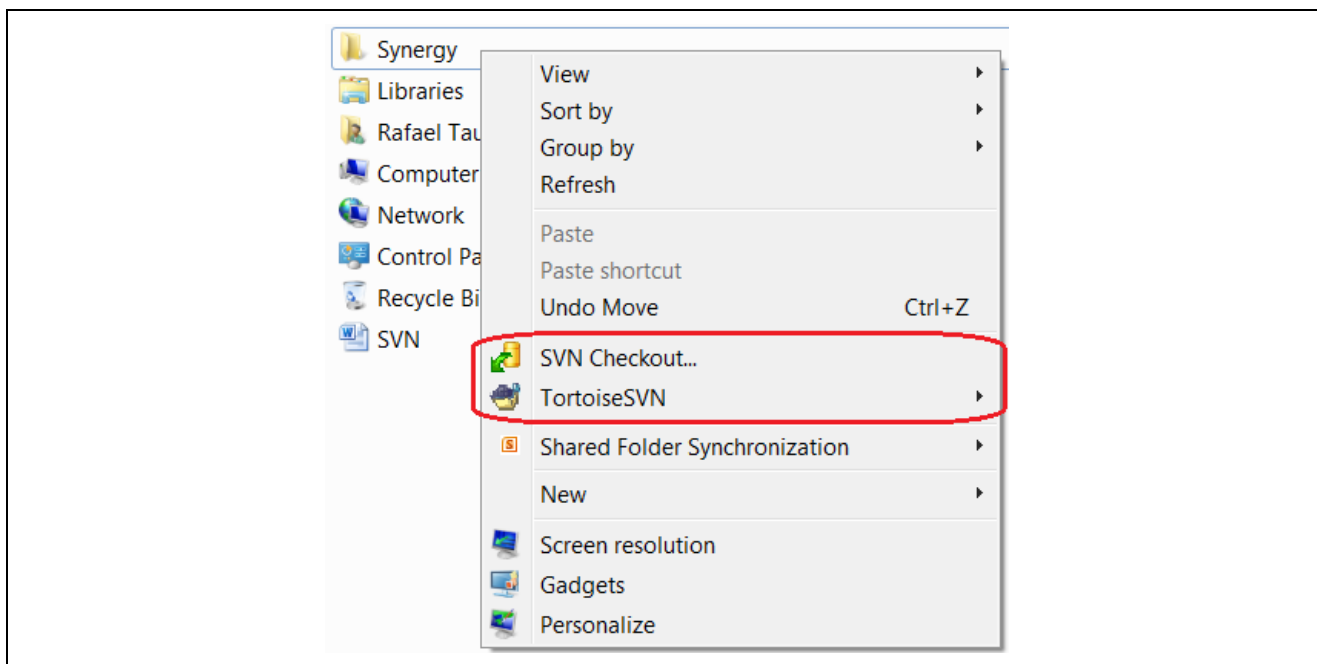 Synergy
Libraries
Rafael Tau
Computer
Network
Control Pa
Recycle Bi
SVN
View
Sort by
Group by
Refresh
Paste
Paste shortcut
Undo Move Ctrl+Z
SVN Checkout...
TortoiseSVN
Shared Folder Synchronization
New
Screen resolution
Gadgets
Personalize